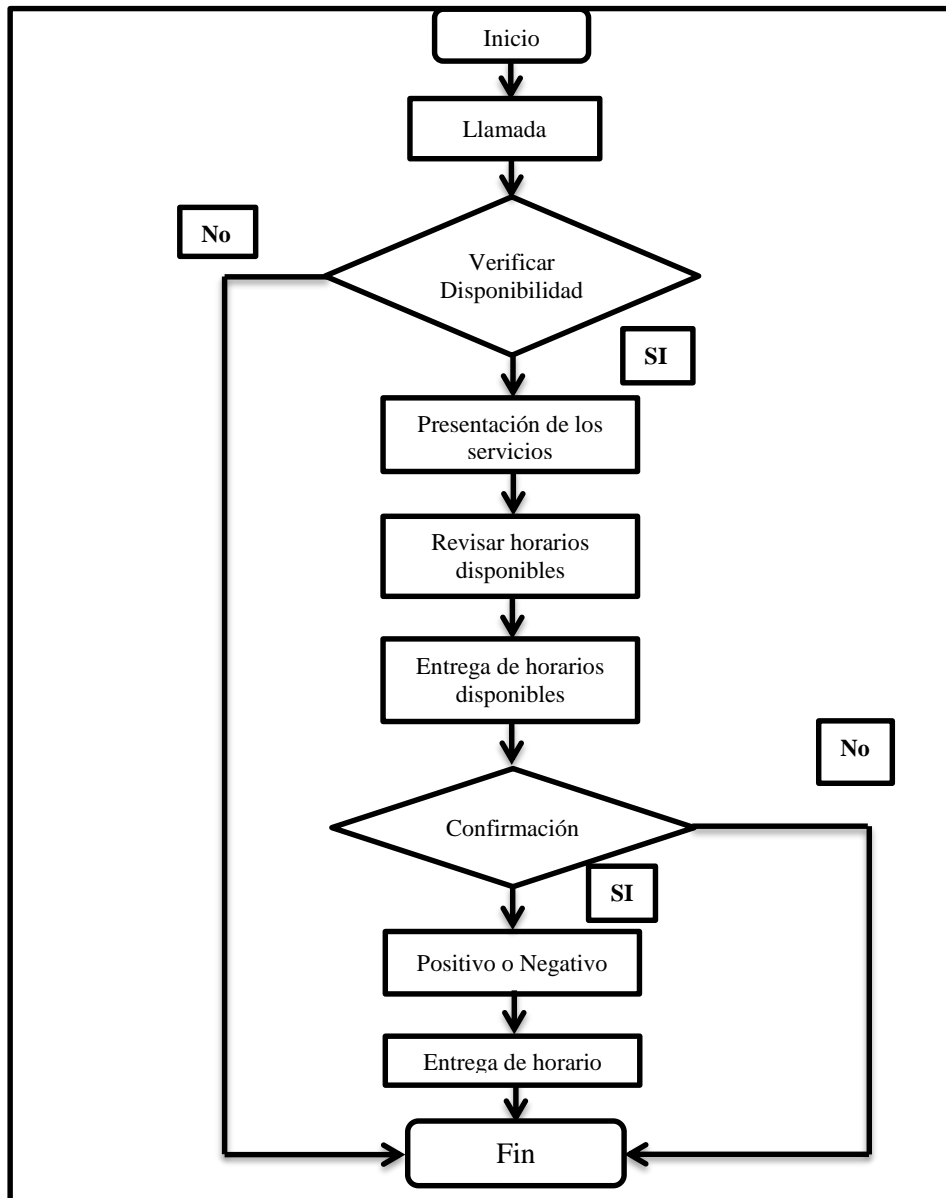 Inicio
Llamada
No
Verificar
Disponibilidad
SI
Presentación de los
servicios
Revisar horarios
disponibles
Entrega de horarios
disponibles
No
Confirmación
SI
Positivo o Negativo
Entrega de horario
Fin